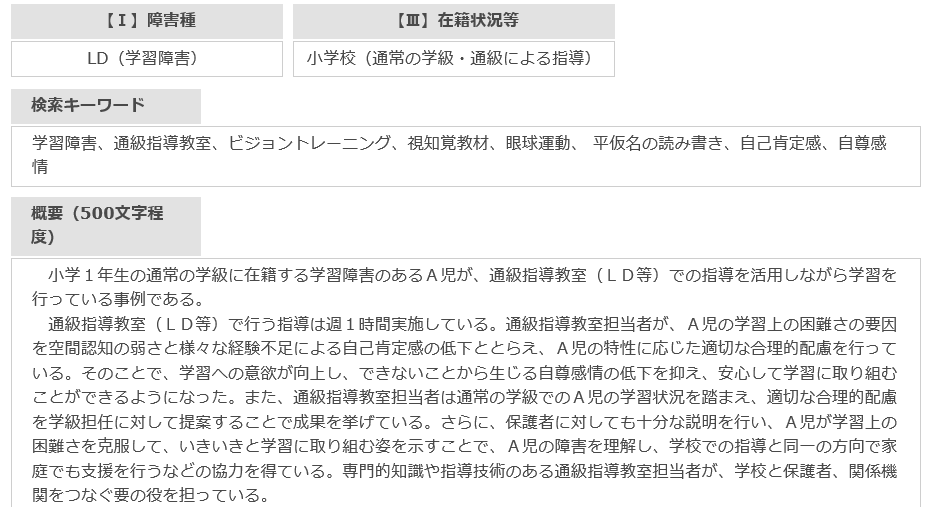 【Ⅰ】障害種
【Ⅲ】在籍状況等
LD（学習障害）
小学校（通常の学級・通級による指導）
検索キーワード
学習障害、通級指導教室、ビジョントレーニング、視知覚教材、眼球運動、 平仮名の読み書き、自己肯定感、自尊感
情
概要（500文字程
度）
　小学１年生の通常の学級に在籍する学習障害のあるＡ児が、通級指導教室（ＬＤ等）での指導を活用しながら学習を
行っている事例である。
　通級指導教室（ＬＤ等）で行う指導は週１時間実施している。通級指導教室担当者が、Ａ児の学習上の困難さの要因
を空間認知の弱さと様々な経験不足による自己肯定感の低下ととらえ、Ａ児の特性に応じた適切な合理的配慮を行って
いる。そのことで、学習への意欲が向上し、できないことから生じる自尊感情の低下を抑え、安心して学習に取り組む
ことができるようになった。また、通級指導教室担当者は通常の学級でのＡ児の学習状況を踏まえ、適切な合理的配慮
を学級担任に対して提案することで成果を挙げている。さらに、保護者に対しても十分な説明を行い、Ａ児が学習上の
困難さを克服して、いきいきと学習に取り組む姿を示すことで、Ａ児の障害を理解し、学校での指導と同一の方向で家
庭でも支援を行うなどの協力を得ている。専門的知識や指導技術のある通級指導教室担当者が、学校と保護者、関係機
関をつなぐ要の役を担っている。